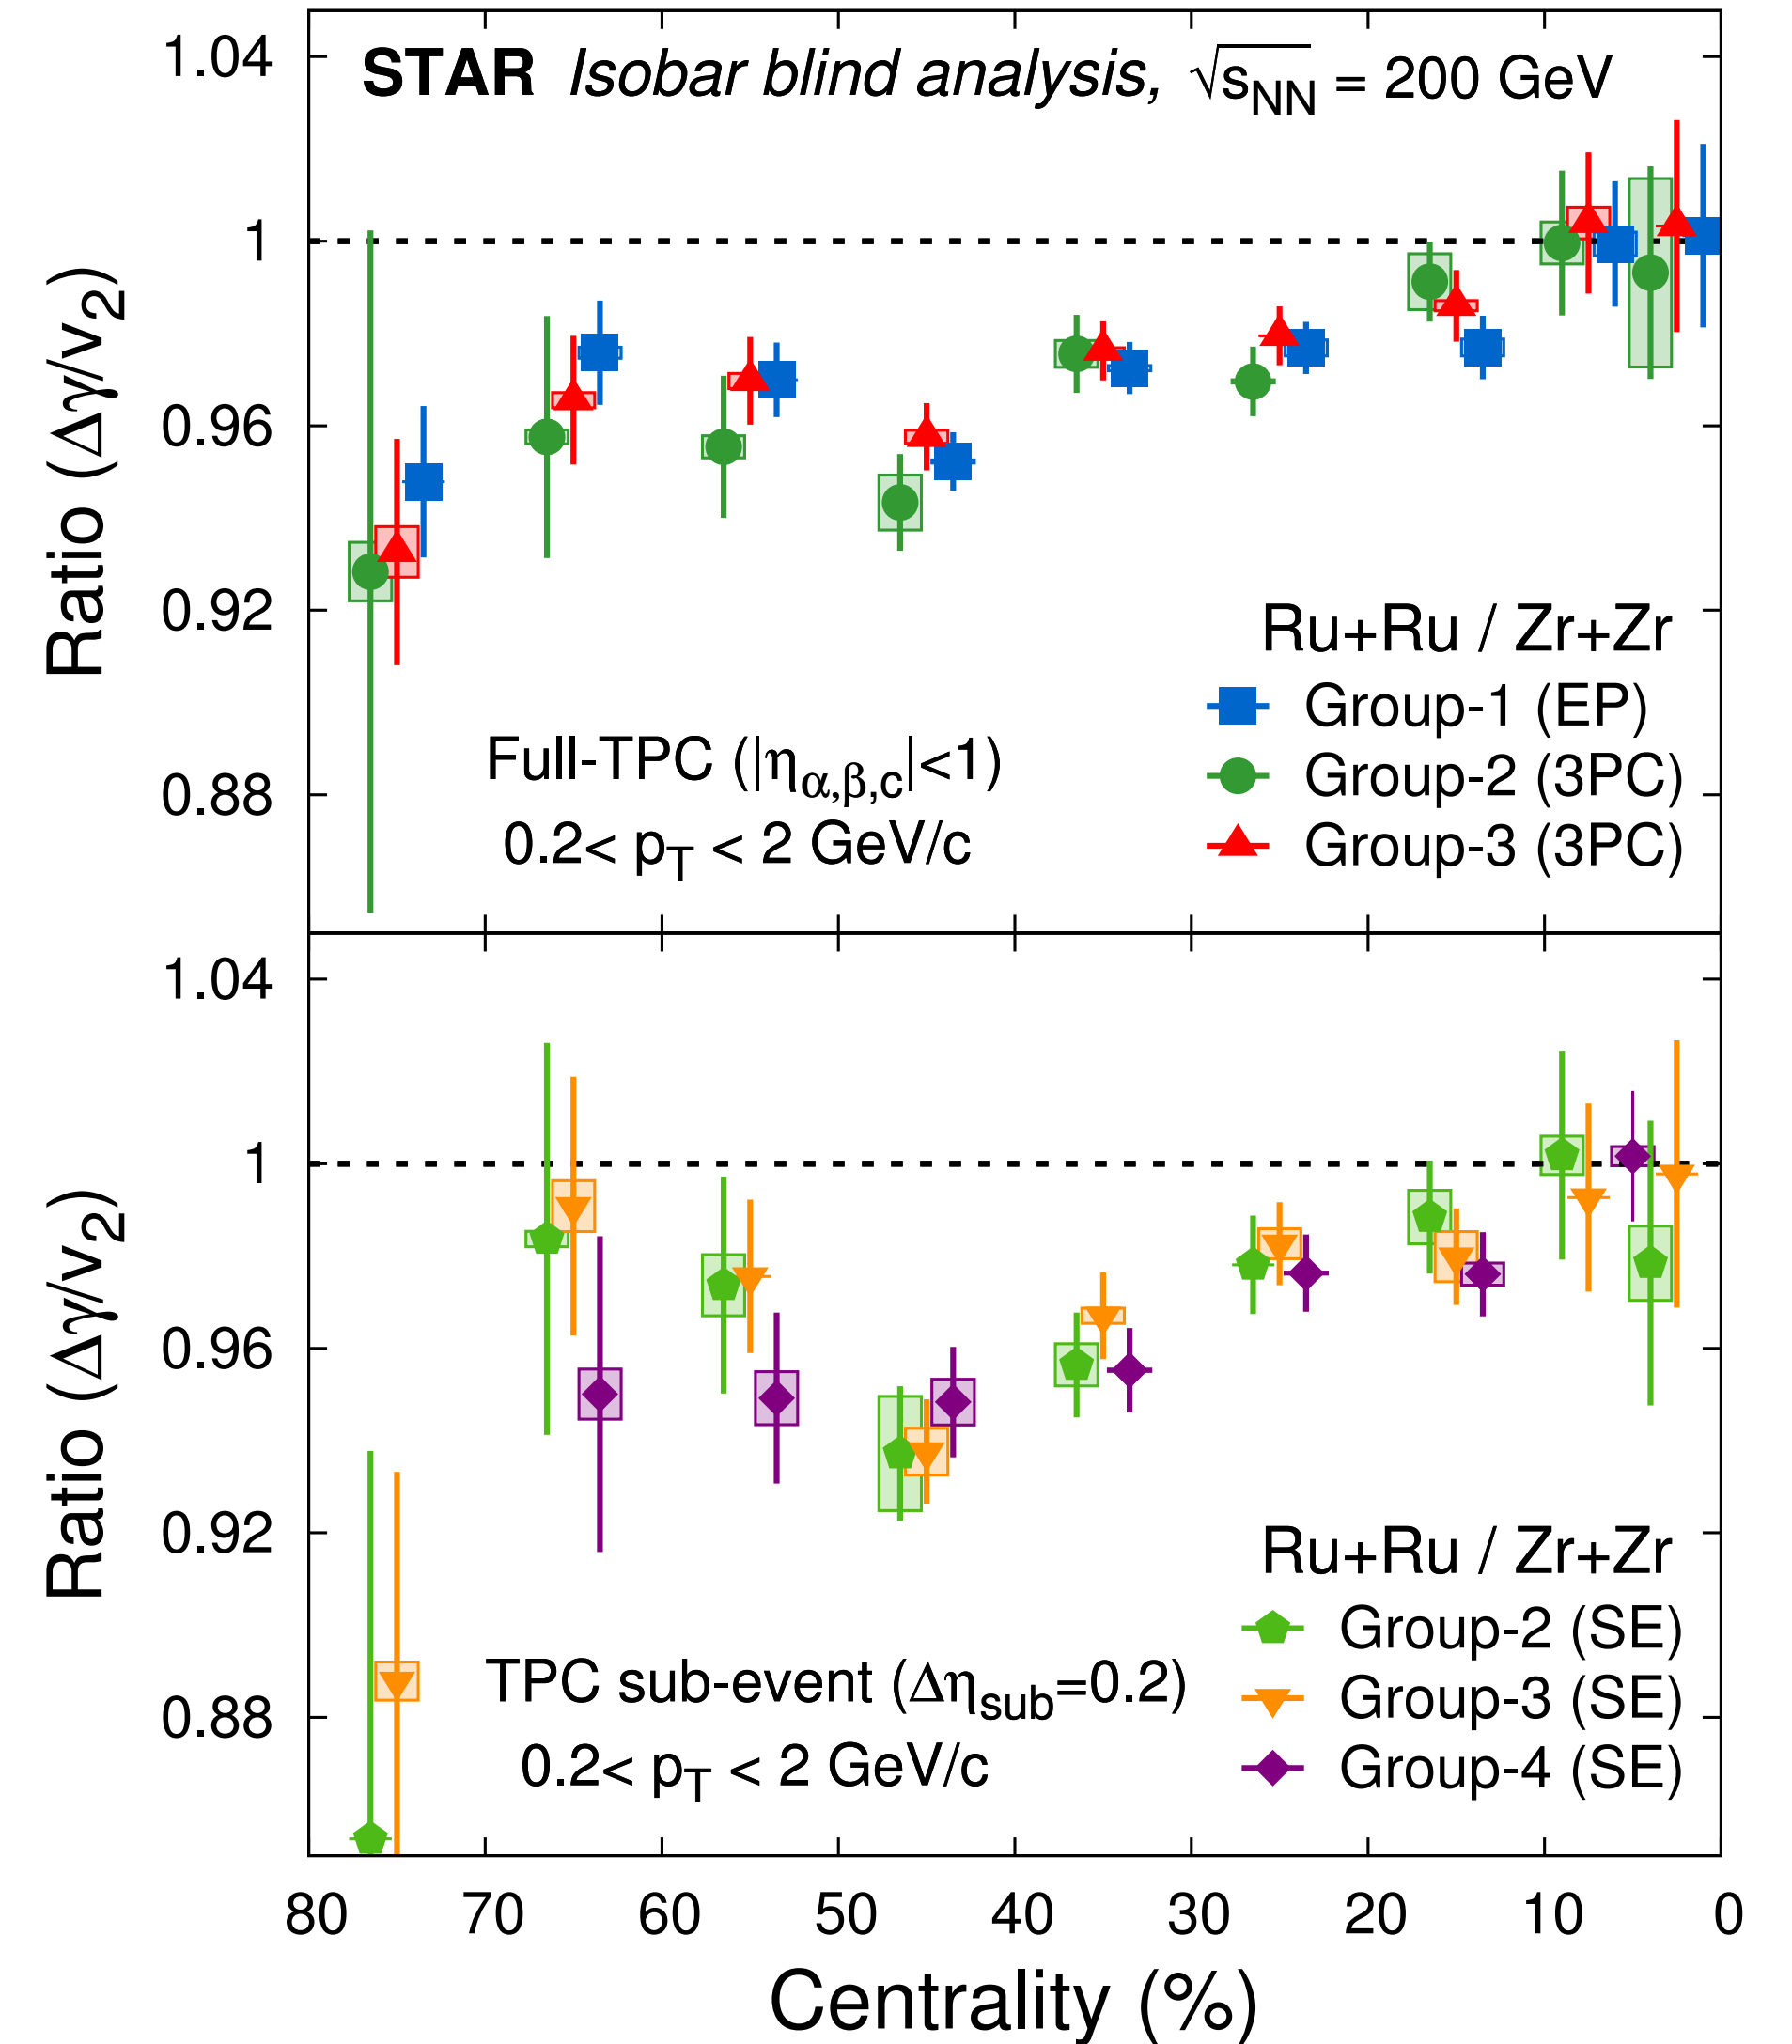 STAR Isobar blind analysis, √sNN = 200 GeV
1.04
1
0.96
0.92
0.88
Ratio (Δγ/v2)
Full-TPC (|ηα,β,c|<1)
0.2< pT < 2 GeV/c
Ru+Ru / Zr+Zr
Group-1 (EP)
Group-2 (3PC)
Group-3 (3PC)
1.04
1
0.96
0.92
0.88
Ratio (Δγ/v2)
TPC sub-event (Δηsub=0.2)
0.2< pT < 2 GeV/c
Ru+Ru / Zr+Zr
Group-2 (SE)
Group-3 (SE)
Group-4 (SE)
80 70 60 50 40 30 20 10 0
Centrality (%)